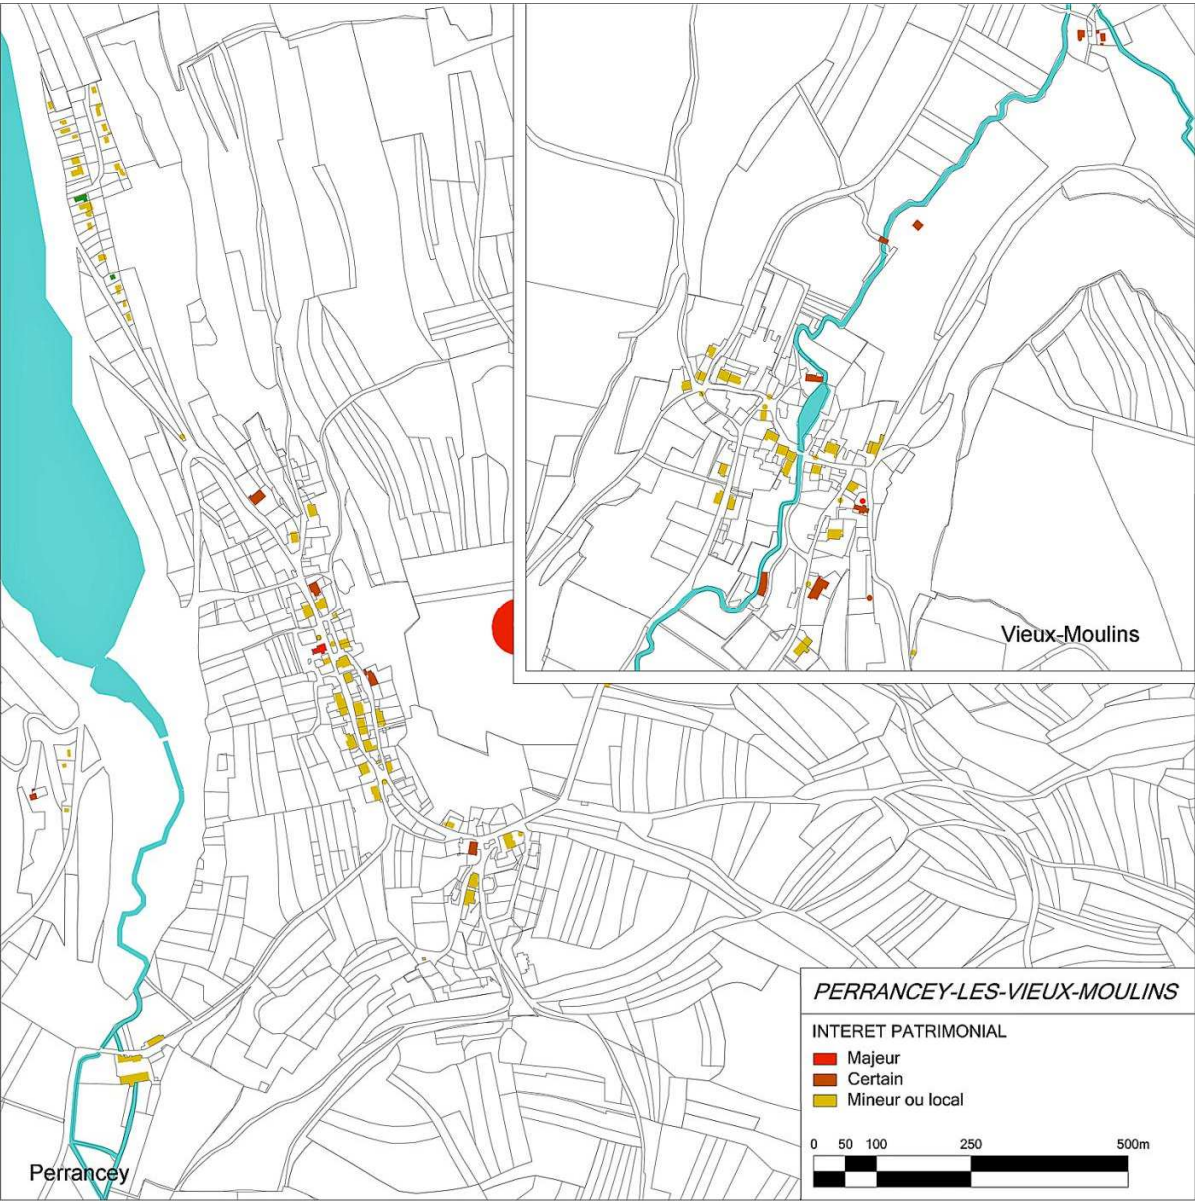 Vieux-Moulins
PERRANCEY-LES-VIEUX-MOULINS
INTERET PATRIMONIAL
Majeur
Certain
Mineur ou local
0 50 100 250 500m
Perrancey